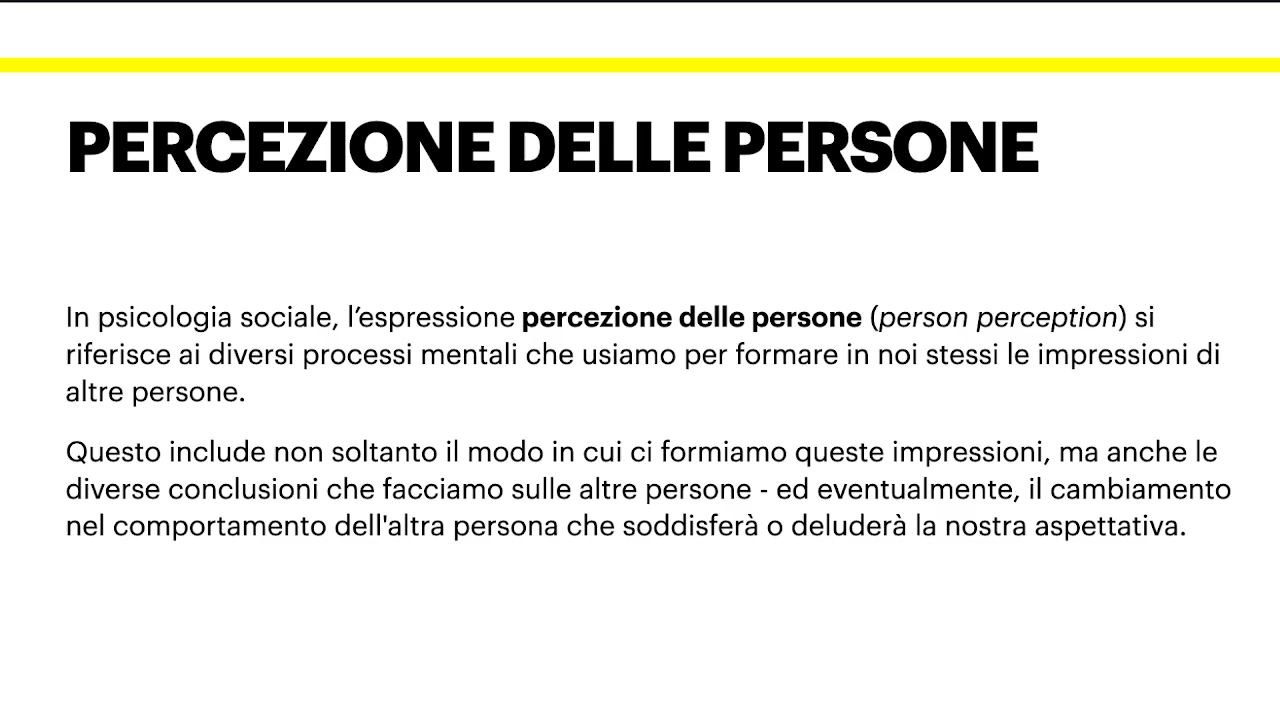 PERCEZIONE DELLE PERSONE
In psicologia sociale, l’espressione percezione delle persone (person perception) si
riferisce ai diversi processi mentali che usiamo per formare in noi stessi le impressioni di
altre persone.
Questo include non soltanto il modo in cui ci formiamo queste impressioni, ma anche le
diverse conclusioni che facciamo sulle altre persone - ed eventualmente, il cambiamento
nel comportamento dell'altra persona che soddisferà o deluderà la nostra aspettativa.